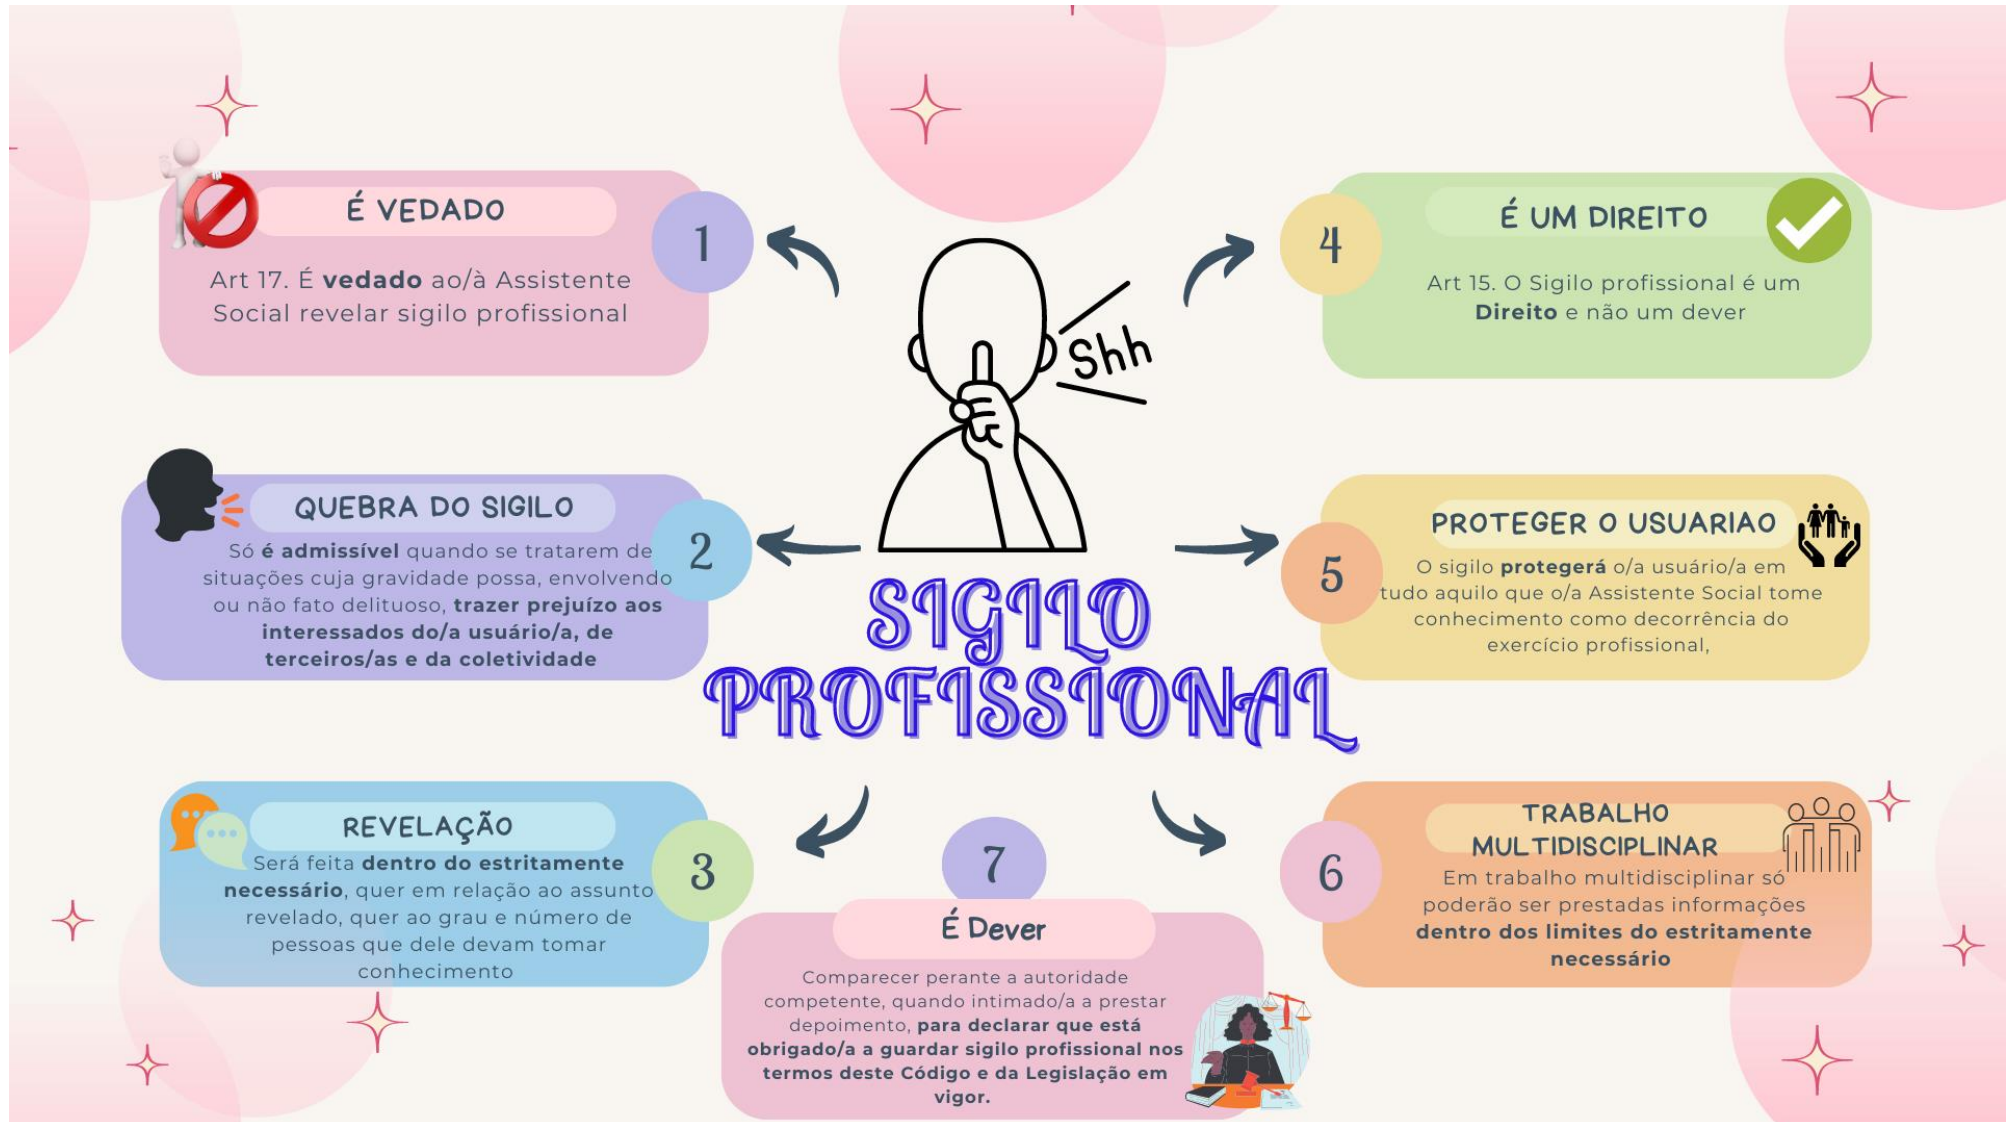 É VEDADO
1
Art 17. É vedado ao/à Assistente
Social revelar sigilo profissional
QUEBRA DO SIGILO
2
Só é admissível quando se tratarem de
situações cuja gravidade possa, envolvendo
ou não fato delituoso, trazer prejuízo aos
interessados do/a usuário/a, de
terceiros/as e da coletividade
REVELAÇÃO
3
Será feita dentro do estritamente
necessário, quer em relação ao assunto
revelado, quer ao grau e número de
pessoas que dele devam tomar
conhecimento
Shh
SIGILO
PROFISSIONAL
4
É UM DIREITO
Art 15. O Sigilo profissional é um
Direito e não um dever
5
PROTEGER O USUARIAO
O sigilo protegerá o/a usuário/a em
tudo aquilo que o/a Assistente Social tome
conhecimento como decorrência do
exercício profissional,
6
TRABALHO
MULTIDISCIPLINAR
Em trabalho multidisciplinar só
poderão ser prestadas informações
dentro dos limites do estritamente
necessário
7
É Dever
Comparecer perante a autoridade
competente, quando intimado/a a prestar
depoimento, para declarar que está
obrigado/a a guardar sigilo profissional nos
termos deste Código e da Legislação em
vigor.